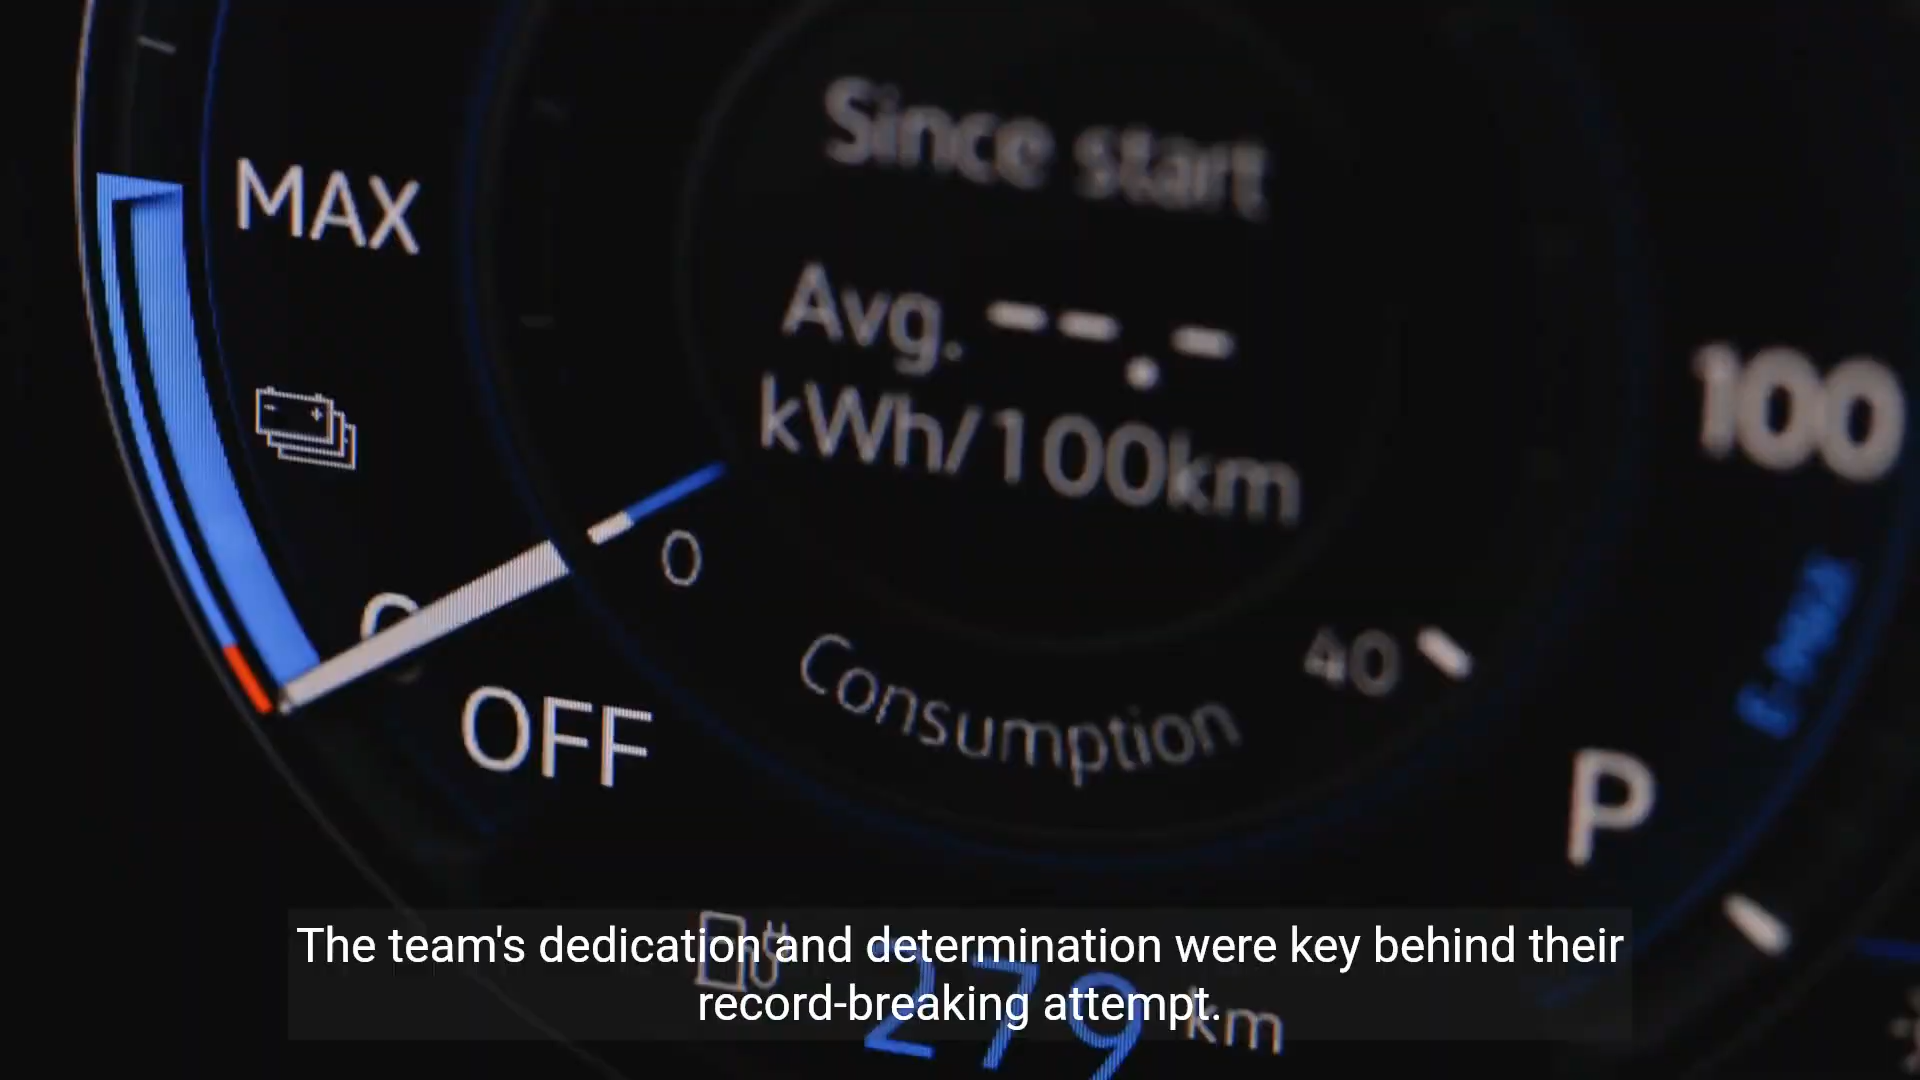 Since start
MAX
Avg. --.-
kWh/100km
100
0
40
Consumption
OFF
P
279 km
The team's dedication and determination were key behind their
record-breaking attempt.